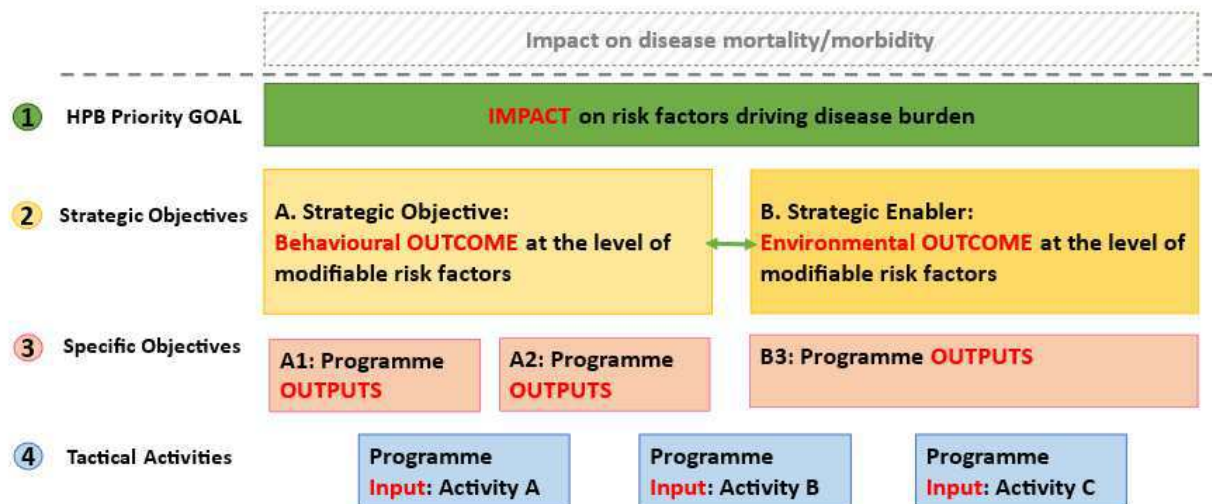 Impact on disease mortality/morbidity
1 HPB Priority GOAL
IMPACT on risk factors driving disease burden
2 Strategic Objectives
A. Strategic Objective:
Behavioural OUTCOME at the level of
modifiable risk factors
B. Strategic Enabler:
Environmental OUTCOME at the level of
modifiable risk factors
3 Specific Objectives
A1: Programme
OUTPUTS
A2: Programme
OUTPUTS
B3: Programme OUTPUTS
4 Tactical Activities
Programme
Input: Activity A
Programme
Input: Activity B
Programme
Input: Activity C